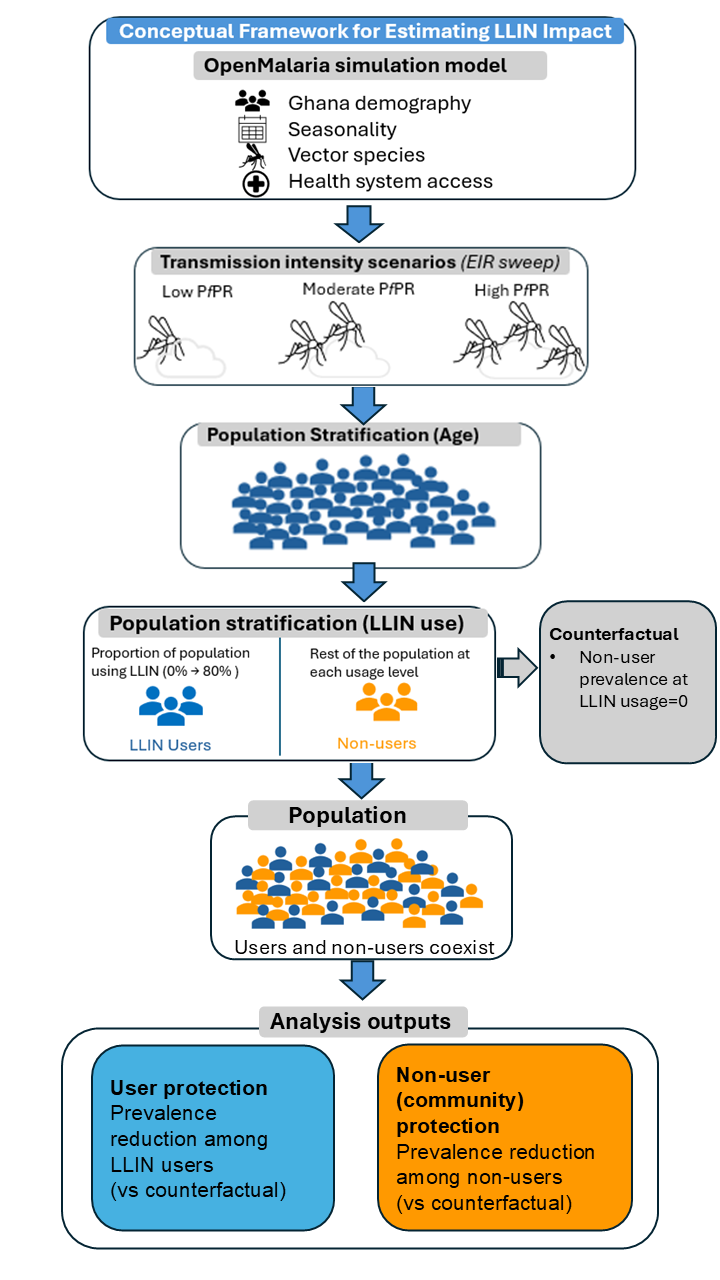 Conceptual Framework for Estimating LLIN Impact
OpenMalaria simulation model
Ghana demography
Seasonality
Vector species
Health system access
Transmission intensity scenarios (EIR sweep)
Low PfPR
Moderate PfPR
High PfPR
Population Stratification (Age)
Population stratification (LLIN use)
Proportion of population
using LLIN (0% → 80% )
LLIN Users
Rest of the population at
each usage level
Non-users
Counterfactual
• Non-user
prevalence at
LLIN usage=0
Population
Users and non-users coexist
Analysis outputs
User protection
Prevalence
reduction among
LLIN users
(vs counterfactual)
Non-user
(community)
protection
Prevalence reduction
among non-users
(vs counterfactual)